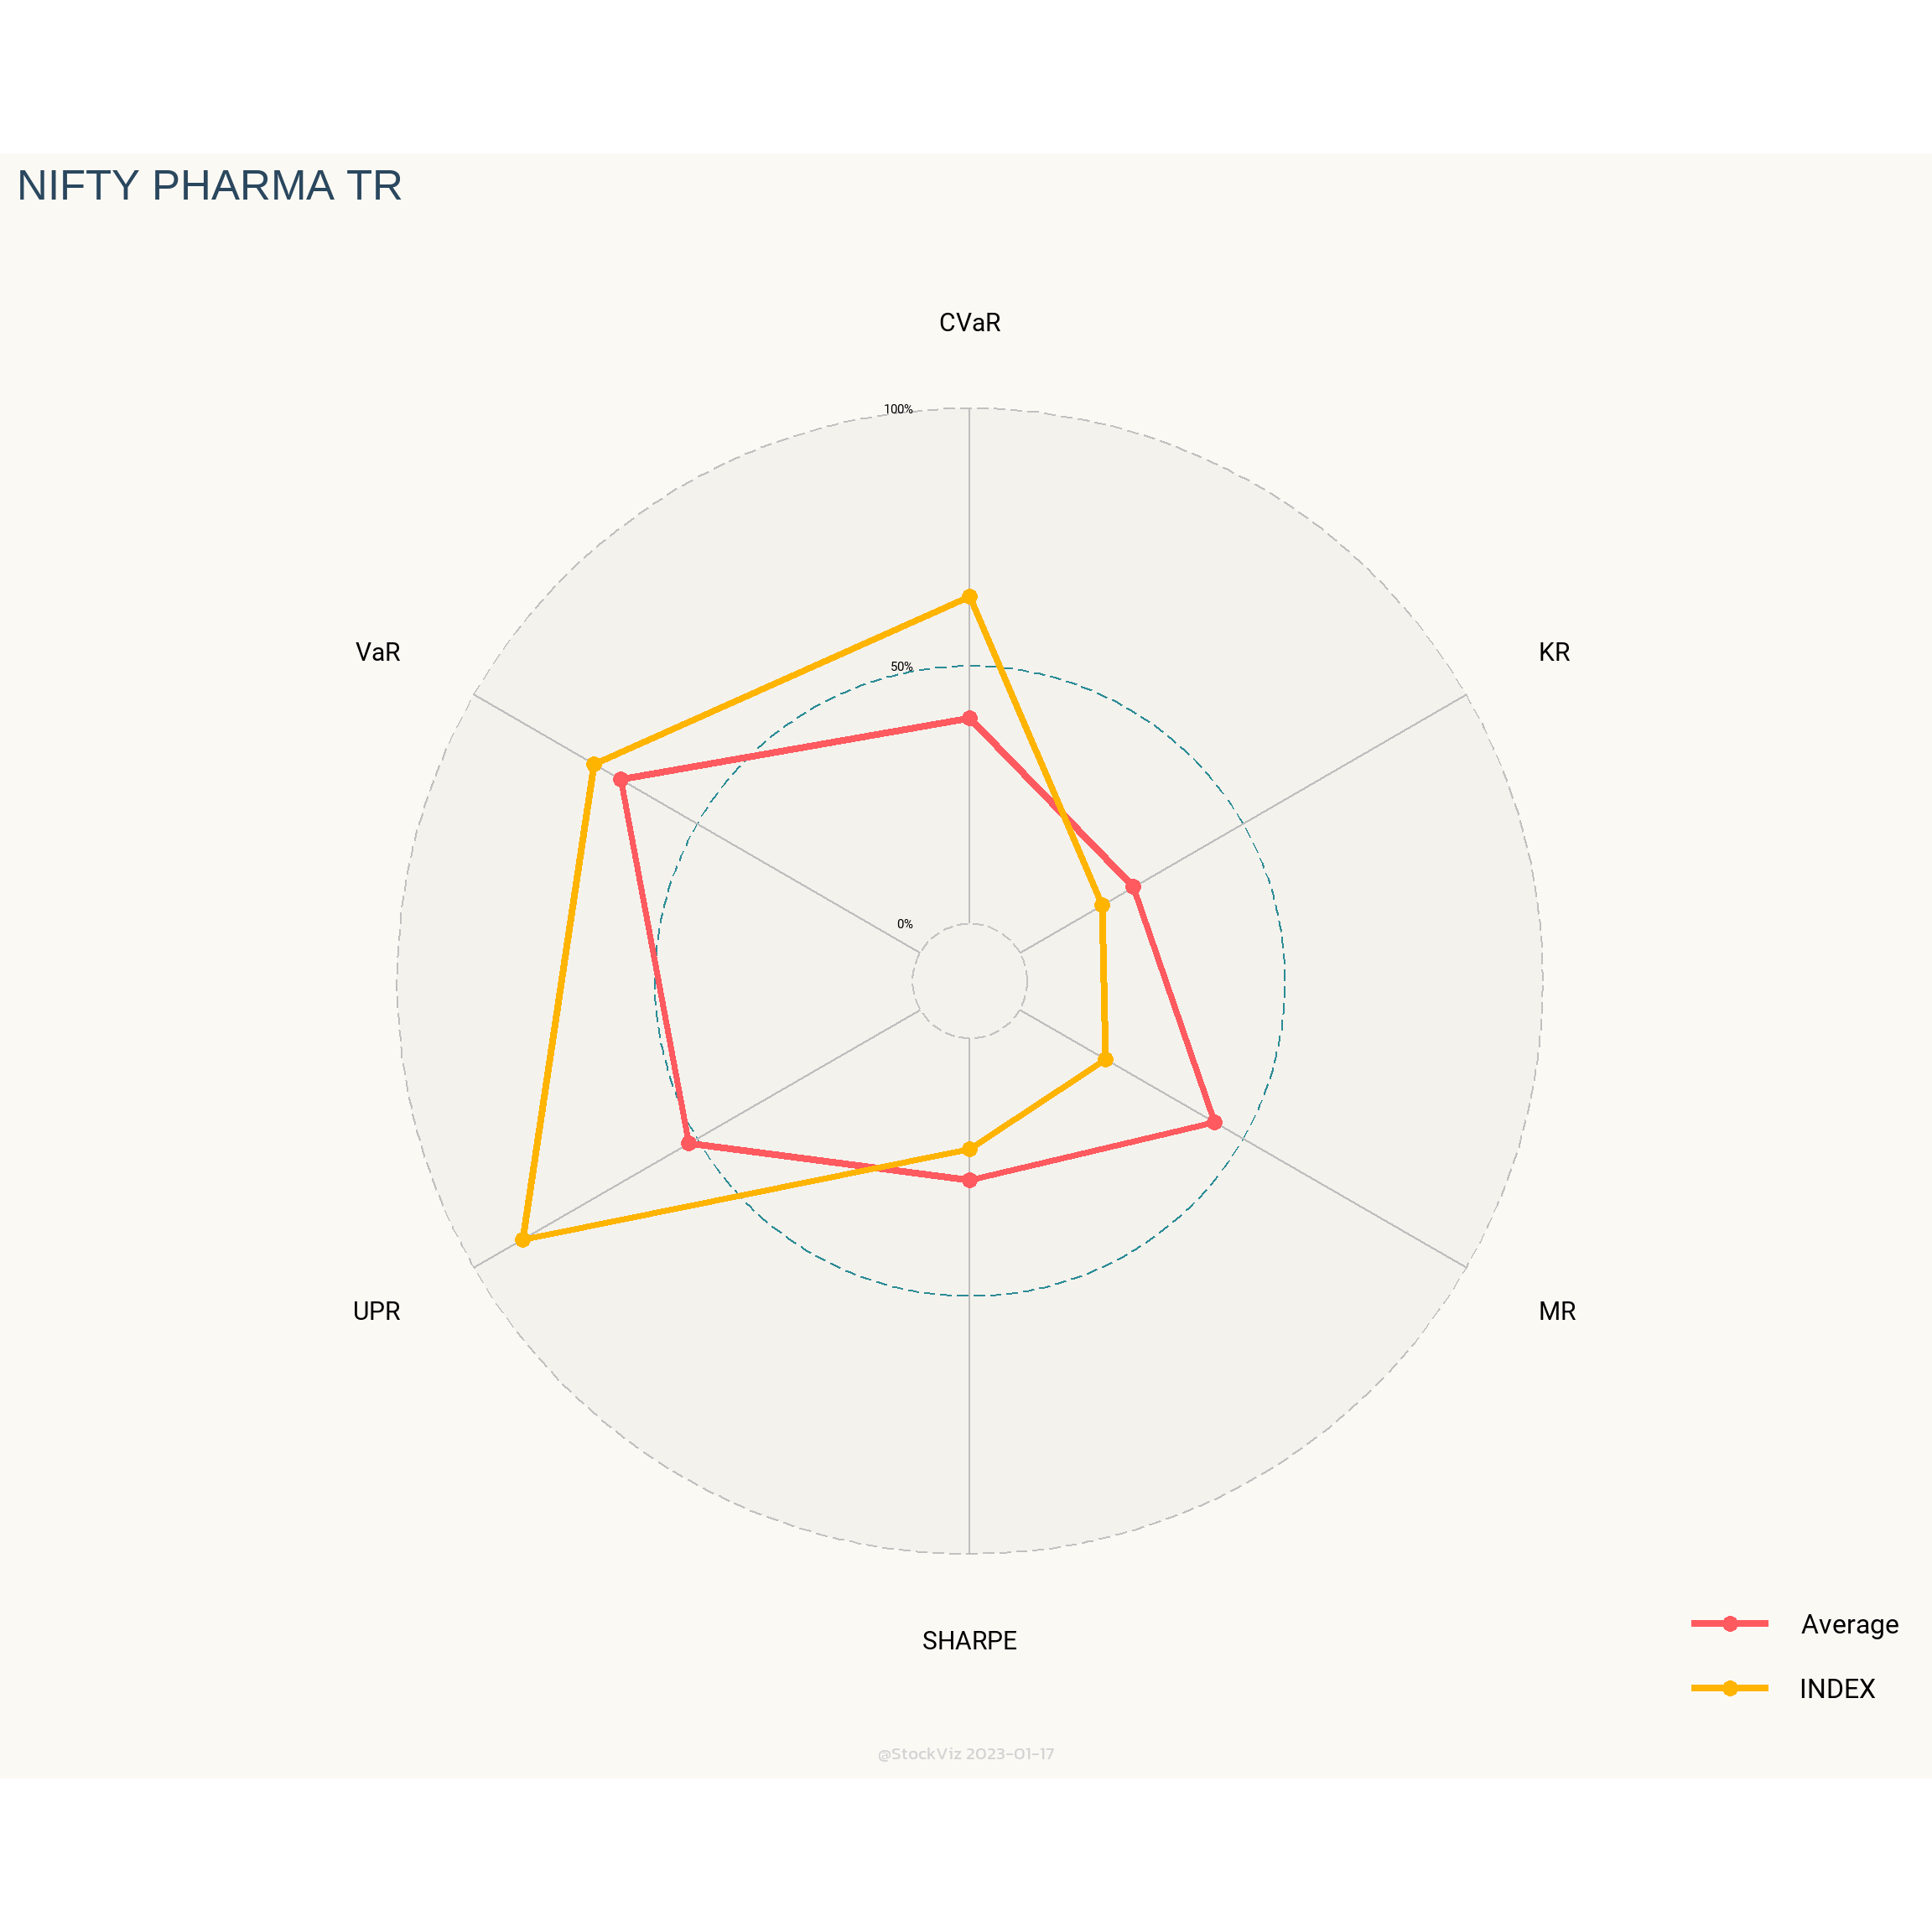 NIFTY PHARMA TR
CVaR
100%
VaR
50%
KR
0%
UPR
MR
SHARPE
Average
INDEX
@StockViz 2023-01-17